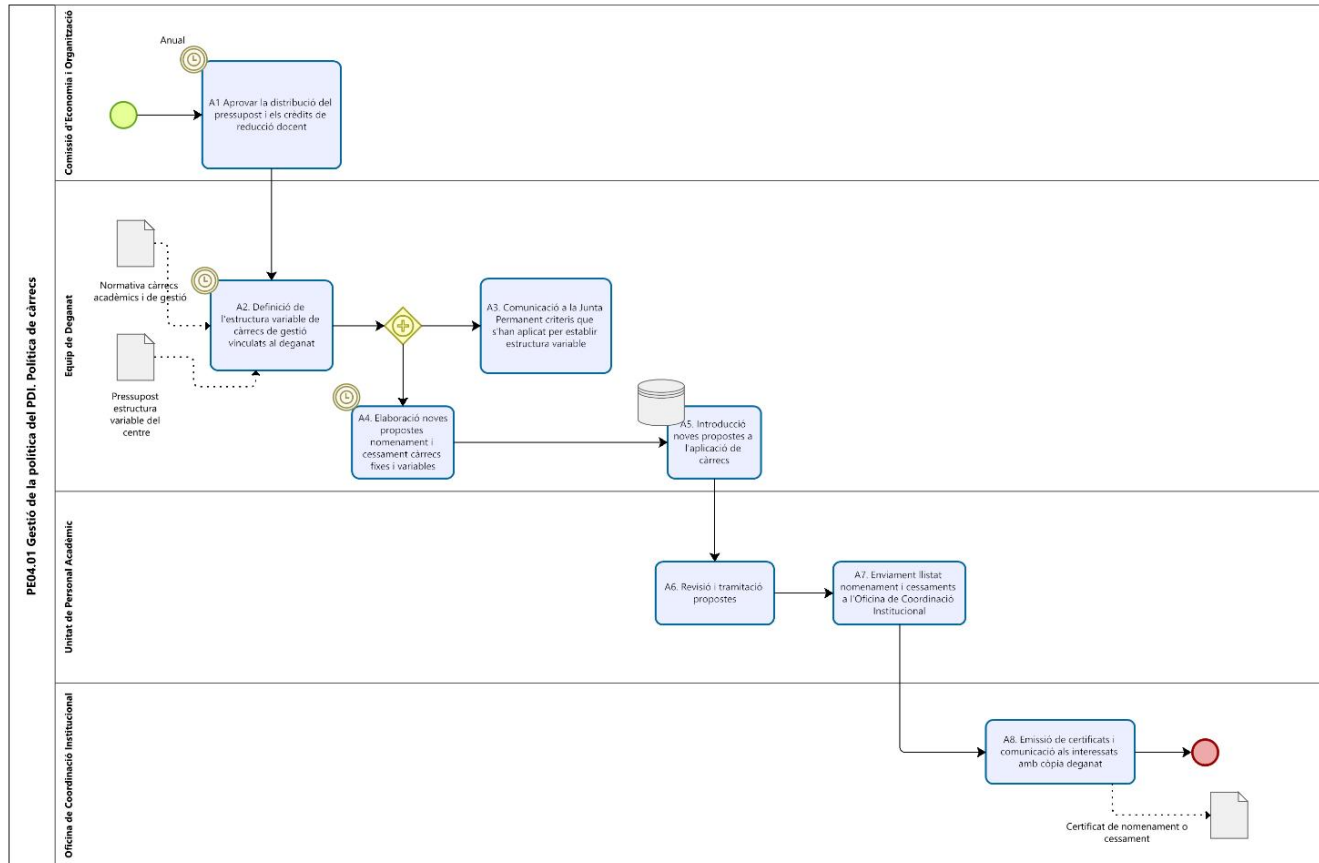 PE04.01 Gestió de la política del PDI. Política de càrrecs
Comissió d'Economia i Organització
Anual
A1 Aprovar la distribució del
pressupost i els crèdits de
reducció docent
Equip de Deganat
Normativa càrrecs
acadèmics i de gestió
A2. Definició de
l'estructura variable de
càrrecs de gestió
vinculats al deganat
A3. Comunicació a la Junta
Permanent criteris que
s'han aplicat per establir
estructura variable
Pressupost
estructura
variable del
centre
A4. Elaboració noves
propostes
nomenament i
cessament càrrecs
fixes i variables
A5. Introducció
noves propostes a
l'aplicació de
càrrecs
Unitat de Personal Acadèmic
A6. Revisió i tramitació
propostes
A7. Enviament llistat
nomenament i cessaments
a l'Oficina de Coordinació
Institucional
Oficina de Coordinació Institucional
A8. Emissió de certificats i
comunicació als interessats
amb còpia deganat
Certificat de nomenament o
cessament